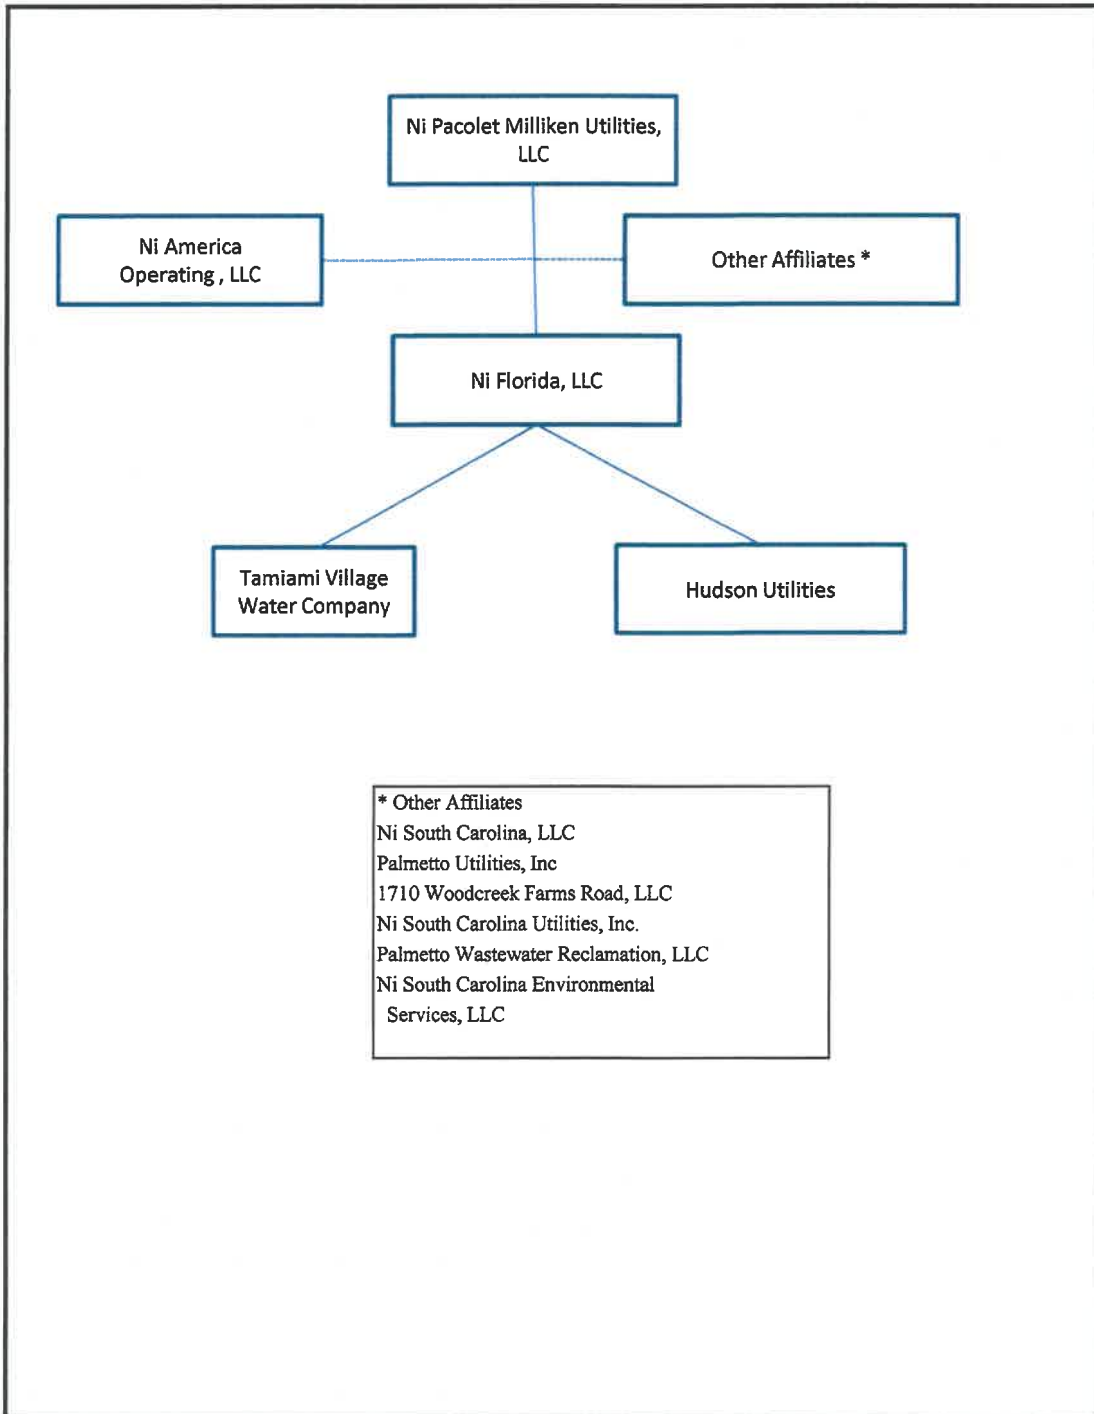 Ni Pacolet Milliken Utilities,
LLC
Ni America
Operating , LLC
Other Affiliates *
Ni Florida, LLC
Tamiami Village
Water Company
Hudson Utilities
* Other Affiliates
Ni South Carolina, LLC
Palmetto Utilities, Inc
1710 Woodcreek Farms Road, LLC
Ni South Carolina Utilities, Inc.
Palmetto Wastewater Reclamation, LLC
Ni South Carolina Environmental
Services, LLC